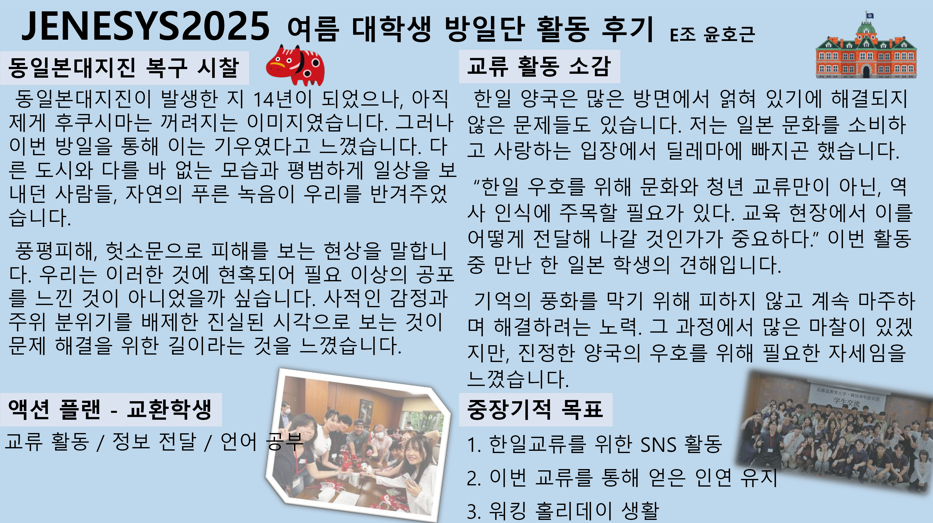 JENESYS2025 여름 대학생 방일단 활동 후기 E조 윤호근
동일본대지진 복구 시찰
동일본대지진이 발생한 지 14년이 되었으나, 아직
제게 후쿠시마는 꺼려지는 이미지였습니다. 그러나
이번 방일을 통해 이는 기우였다고 느꼈습니다. 다
른 도시와 다를 바 없는 모습과 평범하게 일상을 보
내던 사람들, 자연의 푸른 녹음이 우리를 반겨주었
습니다.
풍평피해, 헛소문으로 피해를 보는 현상을 말합니
다. 우리는 이러한 것에 현혹되어 필요 이상의 공포
를 느낀 것이 아니었을까 싶습니다. 사적인 감정과
주위 분위기를 배제한 진실된 시각으로 보는 것이
문제 해결을 위한 길이라는 것을 느꼈습니다.
액션 플랜 - 교환학생
교류 활동 / 정보 전달 / 언어 공부
교류 활동 소감
한일 양국은 많은 방면에서 얽혀 있기에 해결되지
않은 문제들도 있습니다. 저는 일본 문화를 소비하
고 사랑하는 입장에서 딜레마에 빠지곤 했습니다.
“한일 우호를 위해 문화와 청년 교류만이 아닌, 역
사 인식에 주목할 필요가 있다. 교육 현장에서 이를
어떻게 전달해 나갈 것인가가 중요하다.” 이번 활동
중 만난 한 일본 학생의 견해입니다.
기억의 풍화를 막기 위해 피하지 않고 계속 마주하
며 해결하려는 노력. 그 과정에서 많은 마찰이 있겠
지만, 진정한 양국의 우호를 위해 필요한 자세임을
느꼈습니다.
중장기적 목표
1. 한일교류를 위한 SNS 활동
2. 이번 교류를 통해 얻은 인연 유지
3. 워킹 홀리데이 생활
学生交流